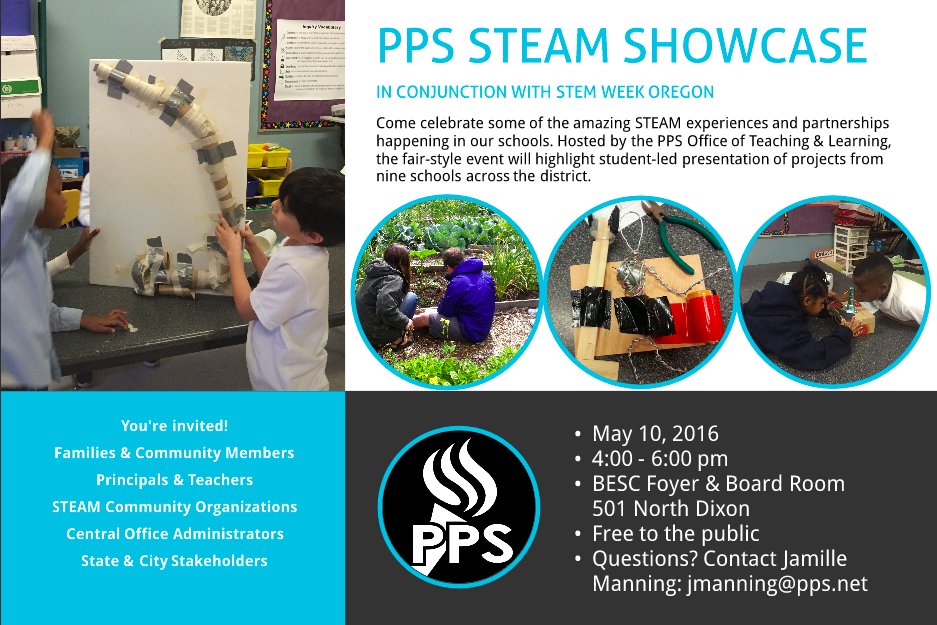 Inquiry Vocabulary
PPS STEAM SHOWCASE
IN CONJUNCTION WITH STEM WEEK OREGON
Come celebrate some of the amazing STEAM experiences and partnerships
happening in our schools. Hosted by the PPS Office of Teaching & Learning,
the fair-style event will highlight student-led presentation of projects from
nine schools across the district.
You're invited!
Families & Community Members
Principals & Teachers
STEAM Community Organizations
Central Office Administrators
State & City Stakeholders
PPS
• May 10, 2016
• 4:00 - 6:00 pm
• BESC Foyer & Board Room
501 North Dixon
• Free to the public
• Questions? Contact Jamille
Manning: jmanning@pps.net